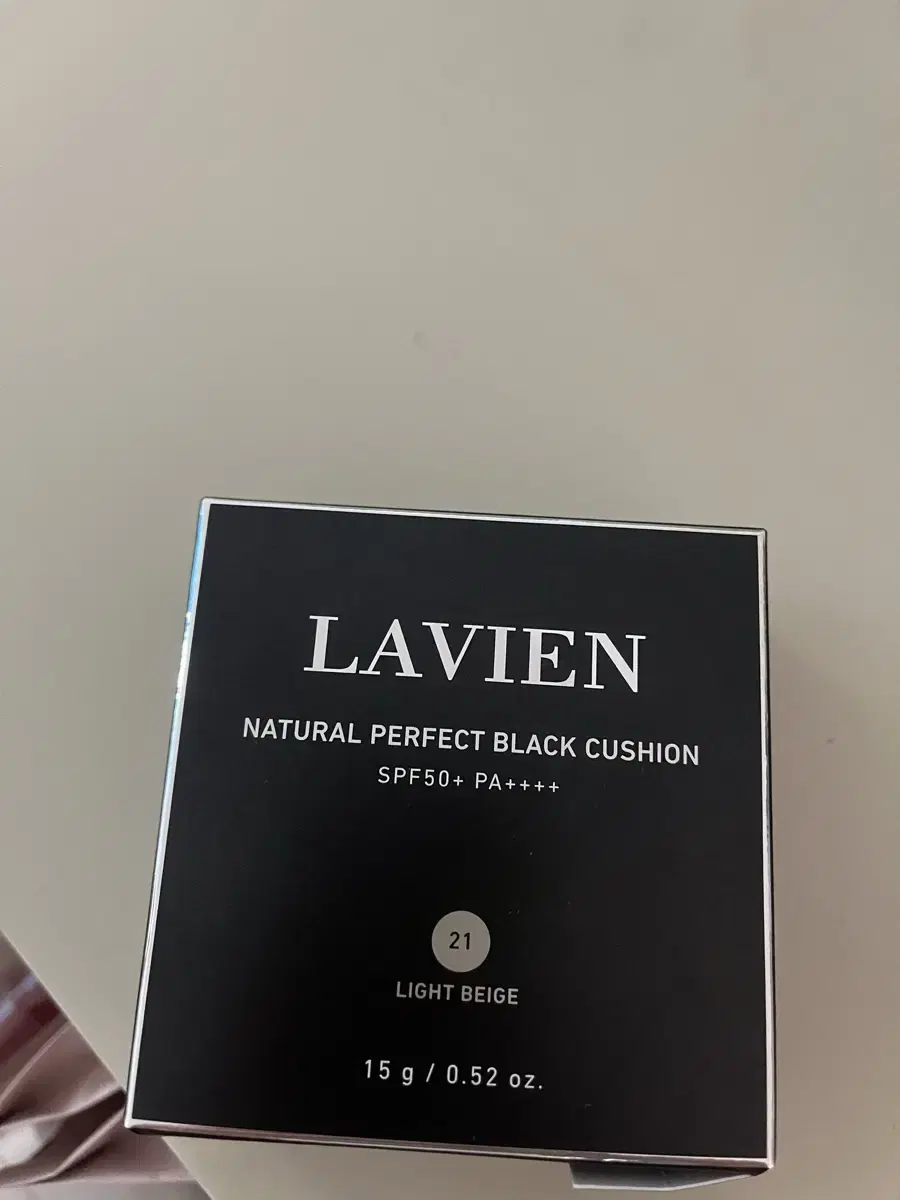 LAVIEN
NATURAL PERFECT BLACK CUSHION
SPF50+ PA++++
21
LIGHT BEIGE
15 g / 0.52 oz.